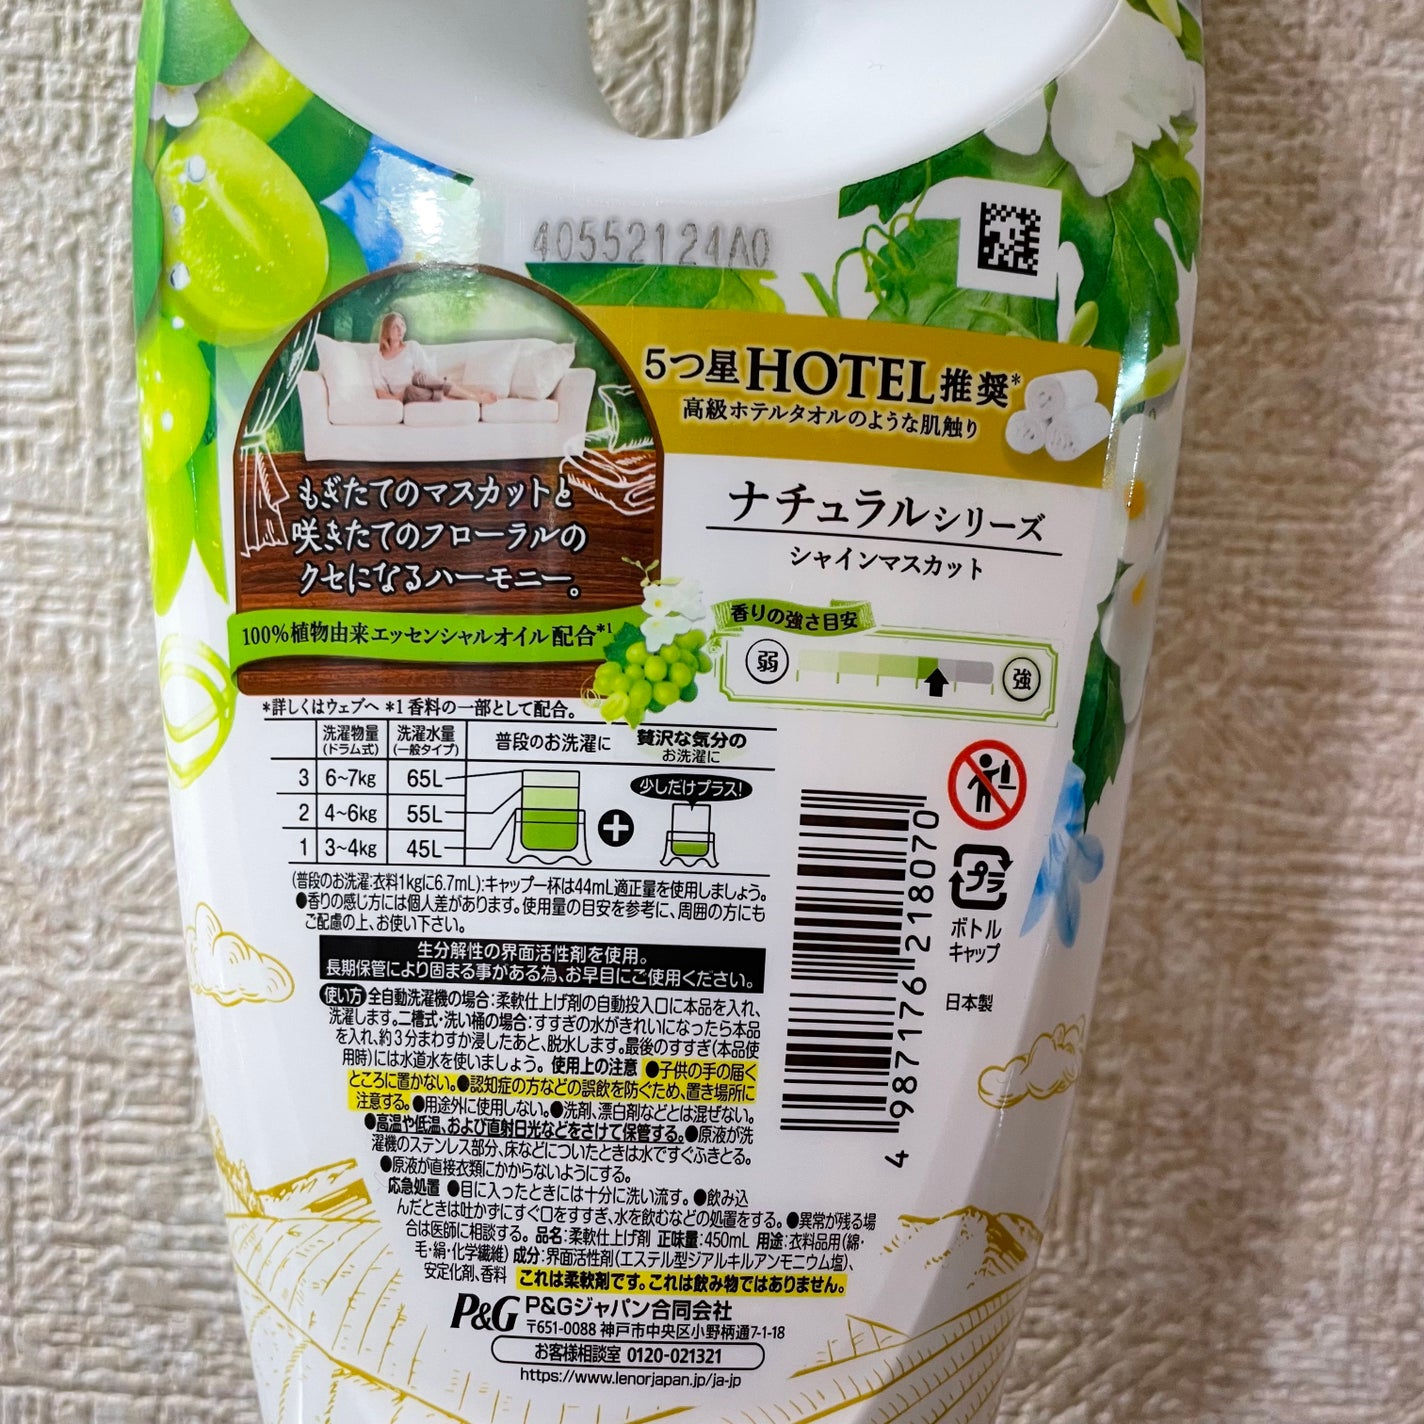 40552124A0
5つ星HOTEL推奨*
高級ホテルタオルのような肌触り
もぎたてのマスカットと
咲きたてのフローラルの
クセになるハーモニー。
100%植物由来エッセンシャルオイル配合*1
ナチュラルシリーズ
シャインマスカット
香りの強さ目安
弱 強
*詳しくはウェブへ *1 香料の一部として配合。
洗濯物量(ドラム式) 洗濯水量(一般タイプ) 普段のお洗濯に 贅沢な気分のお洗濯に
3 6~7kg 65L
2 4~6kg 55L
1 3~4kg 45L
少しだけプラス!
(普段のお洗濯:衣料1kgに6.7mL):キャップ一杯は44mL適正量を使用しましょう。
●香りの感じ方には個人差があります。使用量の目安を参考に、周囲の方にも
ご配慮の上、お使い下さい。
生分解性の界面活性剤を使用。
長期保管により固まる事がある為、お早目にご使用ください。
使い方 全自動洗濯機の場合:柔軟仕上げ剤の自動投入口に本品を入れ、
洗濯します。二槽式・洗い桶の場合:すすぎの水がきれいになったら本品
を入れ、約3分まわすか浸したあと、脱水します。最後のすすぎ(本品使
用時)には水道水を使いましょう。 使用上の注意 ●子供の手の届く
ところに置かない。●認知症の方などの誤飲を防ぐため、置き場所に
注意する。●用途外に使用しない。●洗剤、漂白剤などとは混ぜない。
●高温や低温、および直射日光などをさけて保管する。●原液が洗
濯機のステンレス部分、床などについたときは水ですぐふきとる。
●原液が直接衣類にかからないようにする。
応急処置 ●目に入ったときには十分に洗い流す。●飲み込
んだときは吐かずにすぐ口をすすぎ、水を飲むなどの処置をする。●異常が残る場
合は医師に相談する。 品名:柔軟仕上げ剤 正味量:450mL 用途:衣料品用(綿・
毛・絹・化学繊維) 成分:界面活性剤(エステル型ジアルキルアンモニウム塩)、
安定化剤、香料 これは柔軟剤です。これは飲み物ではありません。
P&G P&Gジャパン合同会社
〒651-0088 神戸市中央区小野柄通7-1-18
お客様相談室 0120-021321
https://www.lenorjapan.jp/ja-jp
4 987176 218070
プラ
ボトル
キャップ
日本製